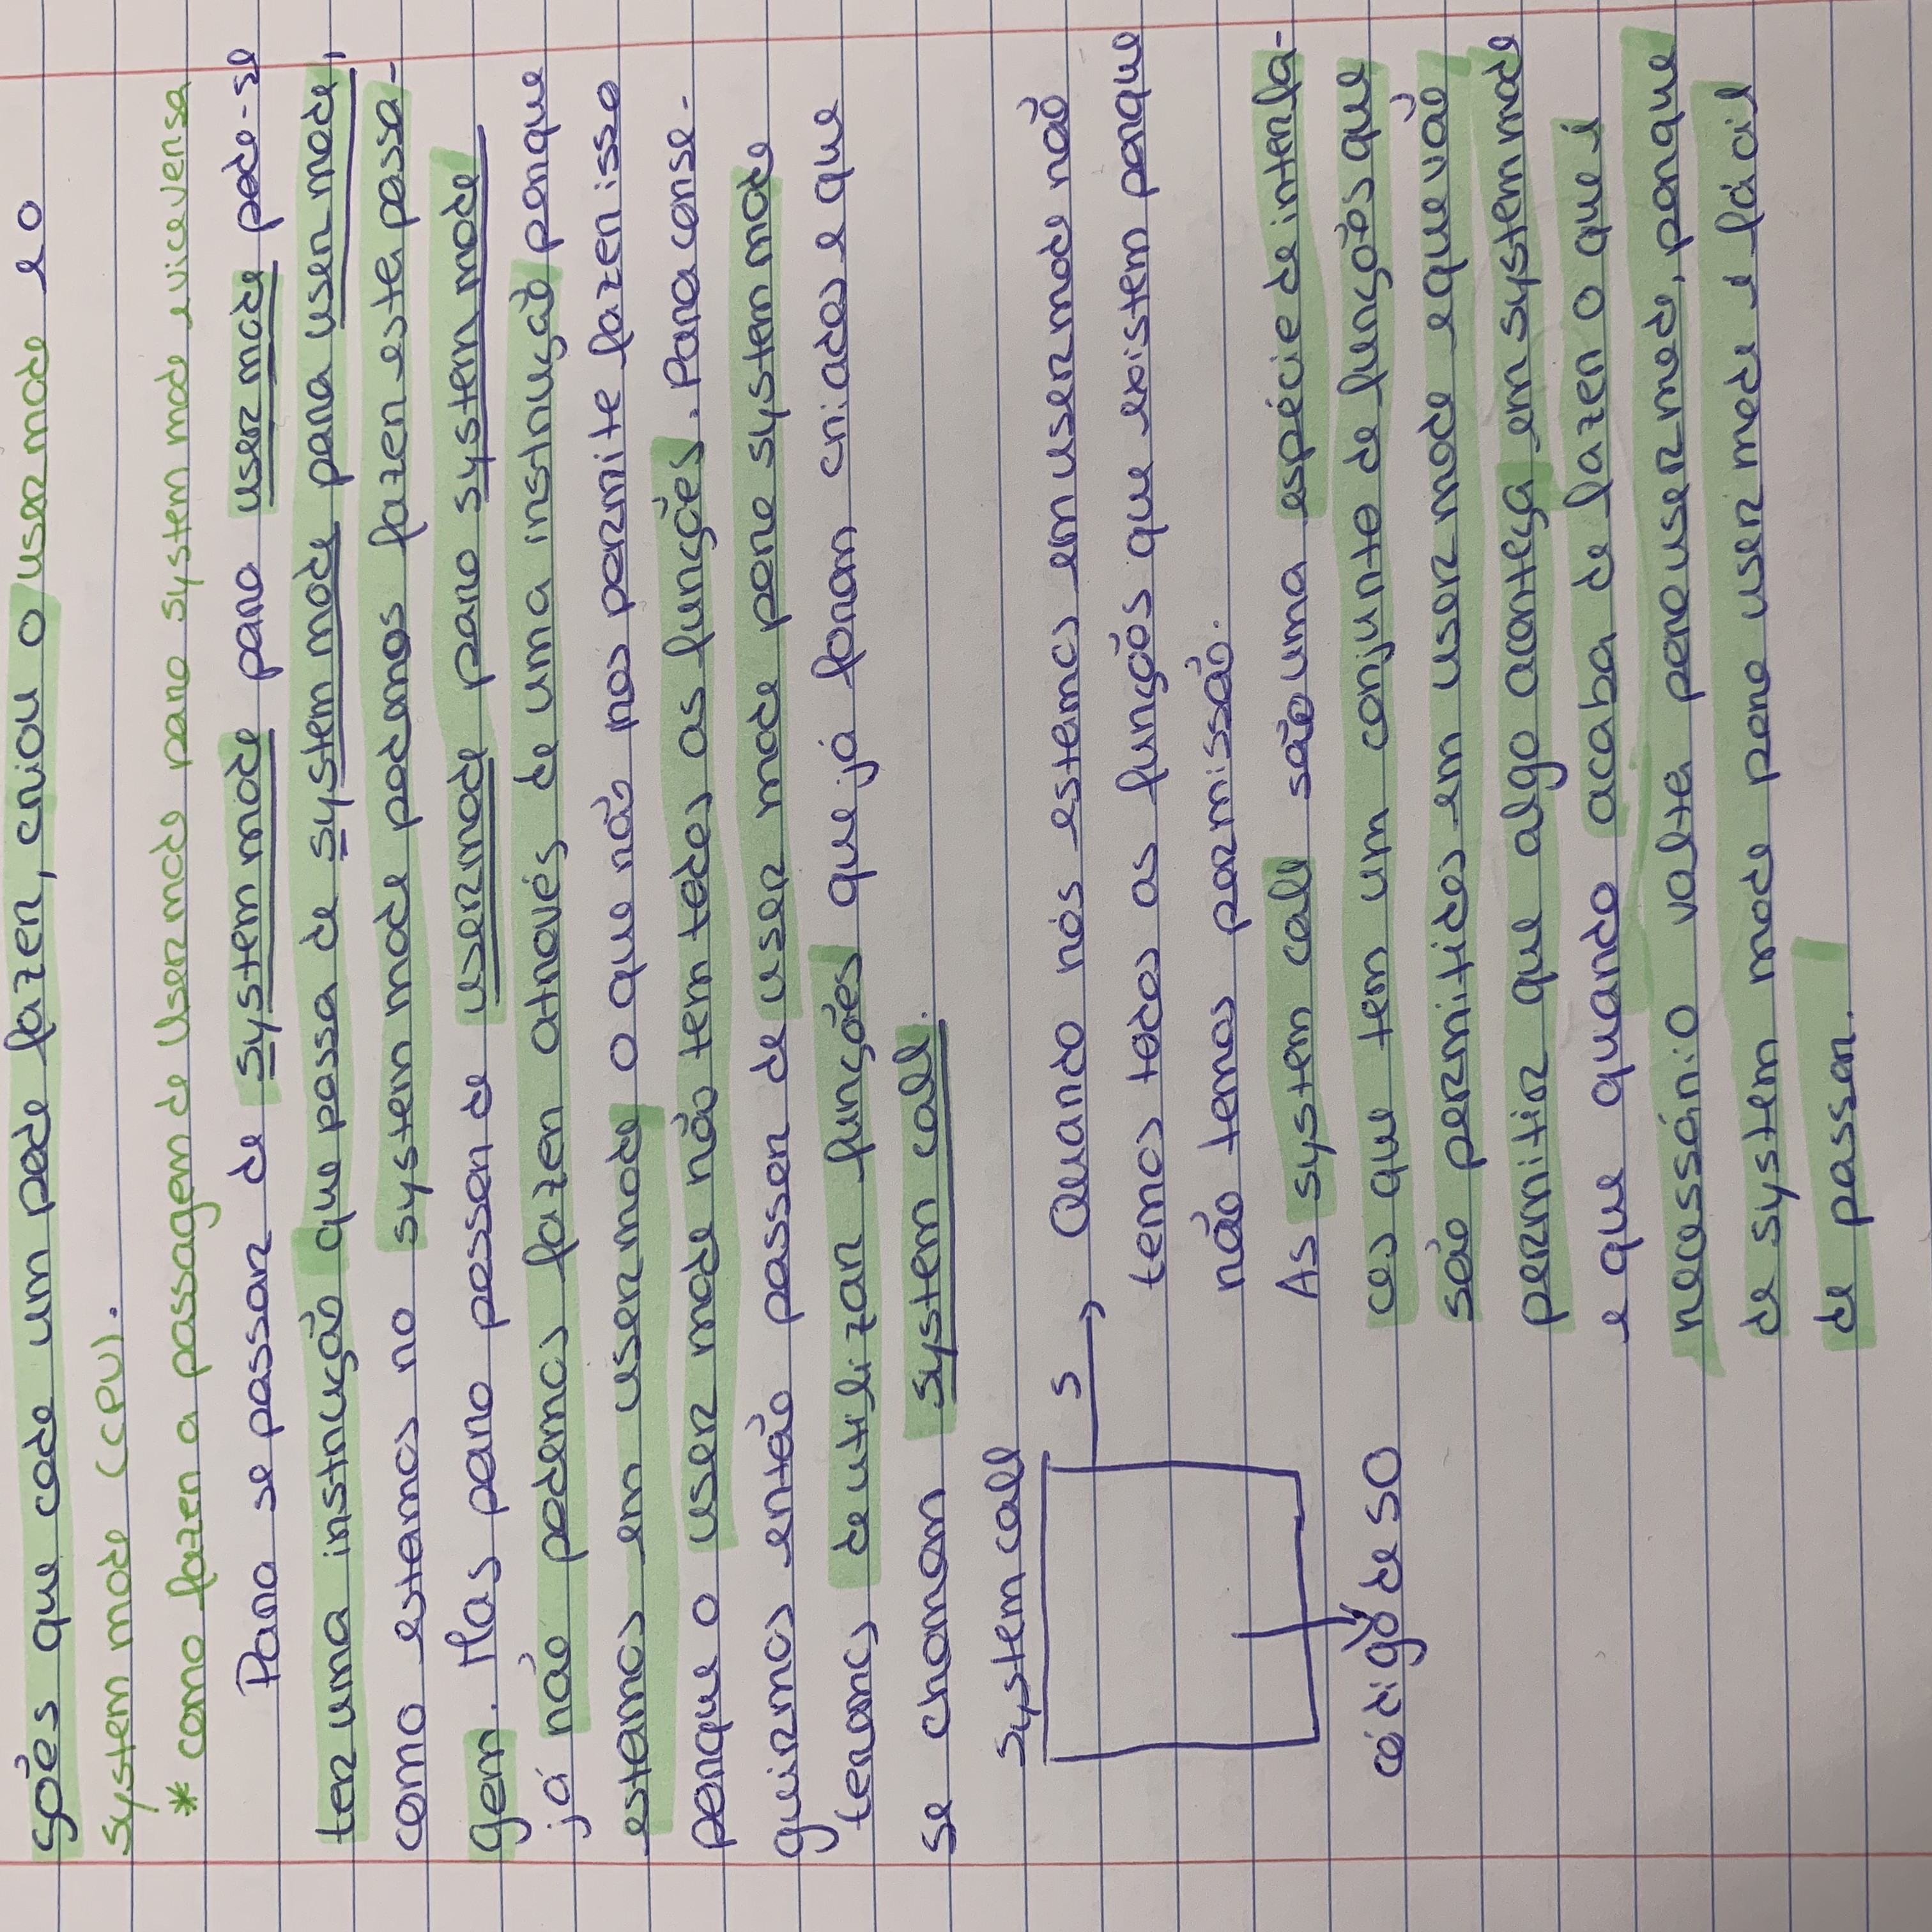 ções que cada um pode fazer, criou o user mode e o
system mode (CPU).
* como fazer a passagem de User mode para system mode e vice versa
Para se passar de system mode para user mode pode-se
ter uma instrução que passa de system mode para user mode,
como estamos no system mode podemos fazer esta passa-
gem. Mas para passar de user mode para system mode
já não podemos fazer através de uma instrução porque
estamos em user mode o que não nos permite fazer isso
porque o user mode não tem todas as funções. Para conse-
guirmos então passar de user mode para system mode
teremos de utilizar funções que já foram criadas e que
se chamam system call.
system call
S
código de SO
Quando nós estamos em user mode não
temos todas as funções que existem porque
não temos permissão.
As system call são uma espécie de interfa-
ces que tem um conjunto de funções que
são permitidas em user mode e que vão
permitir que algo aconteça em system mode
e que quando acaba de fazer o que é
necessário volta para user mode, porque
de system mode para user mode é fácil
de passar.